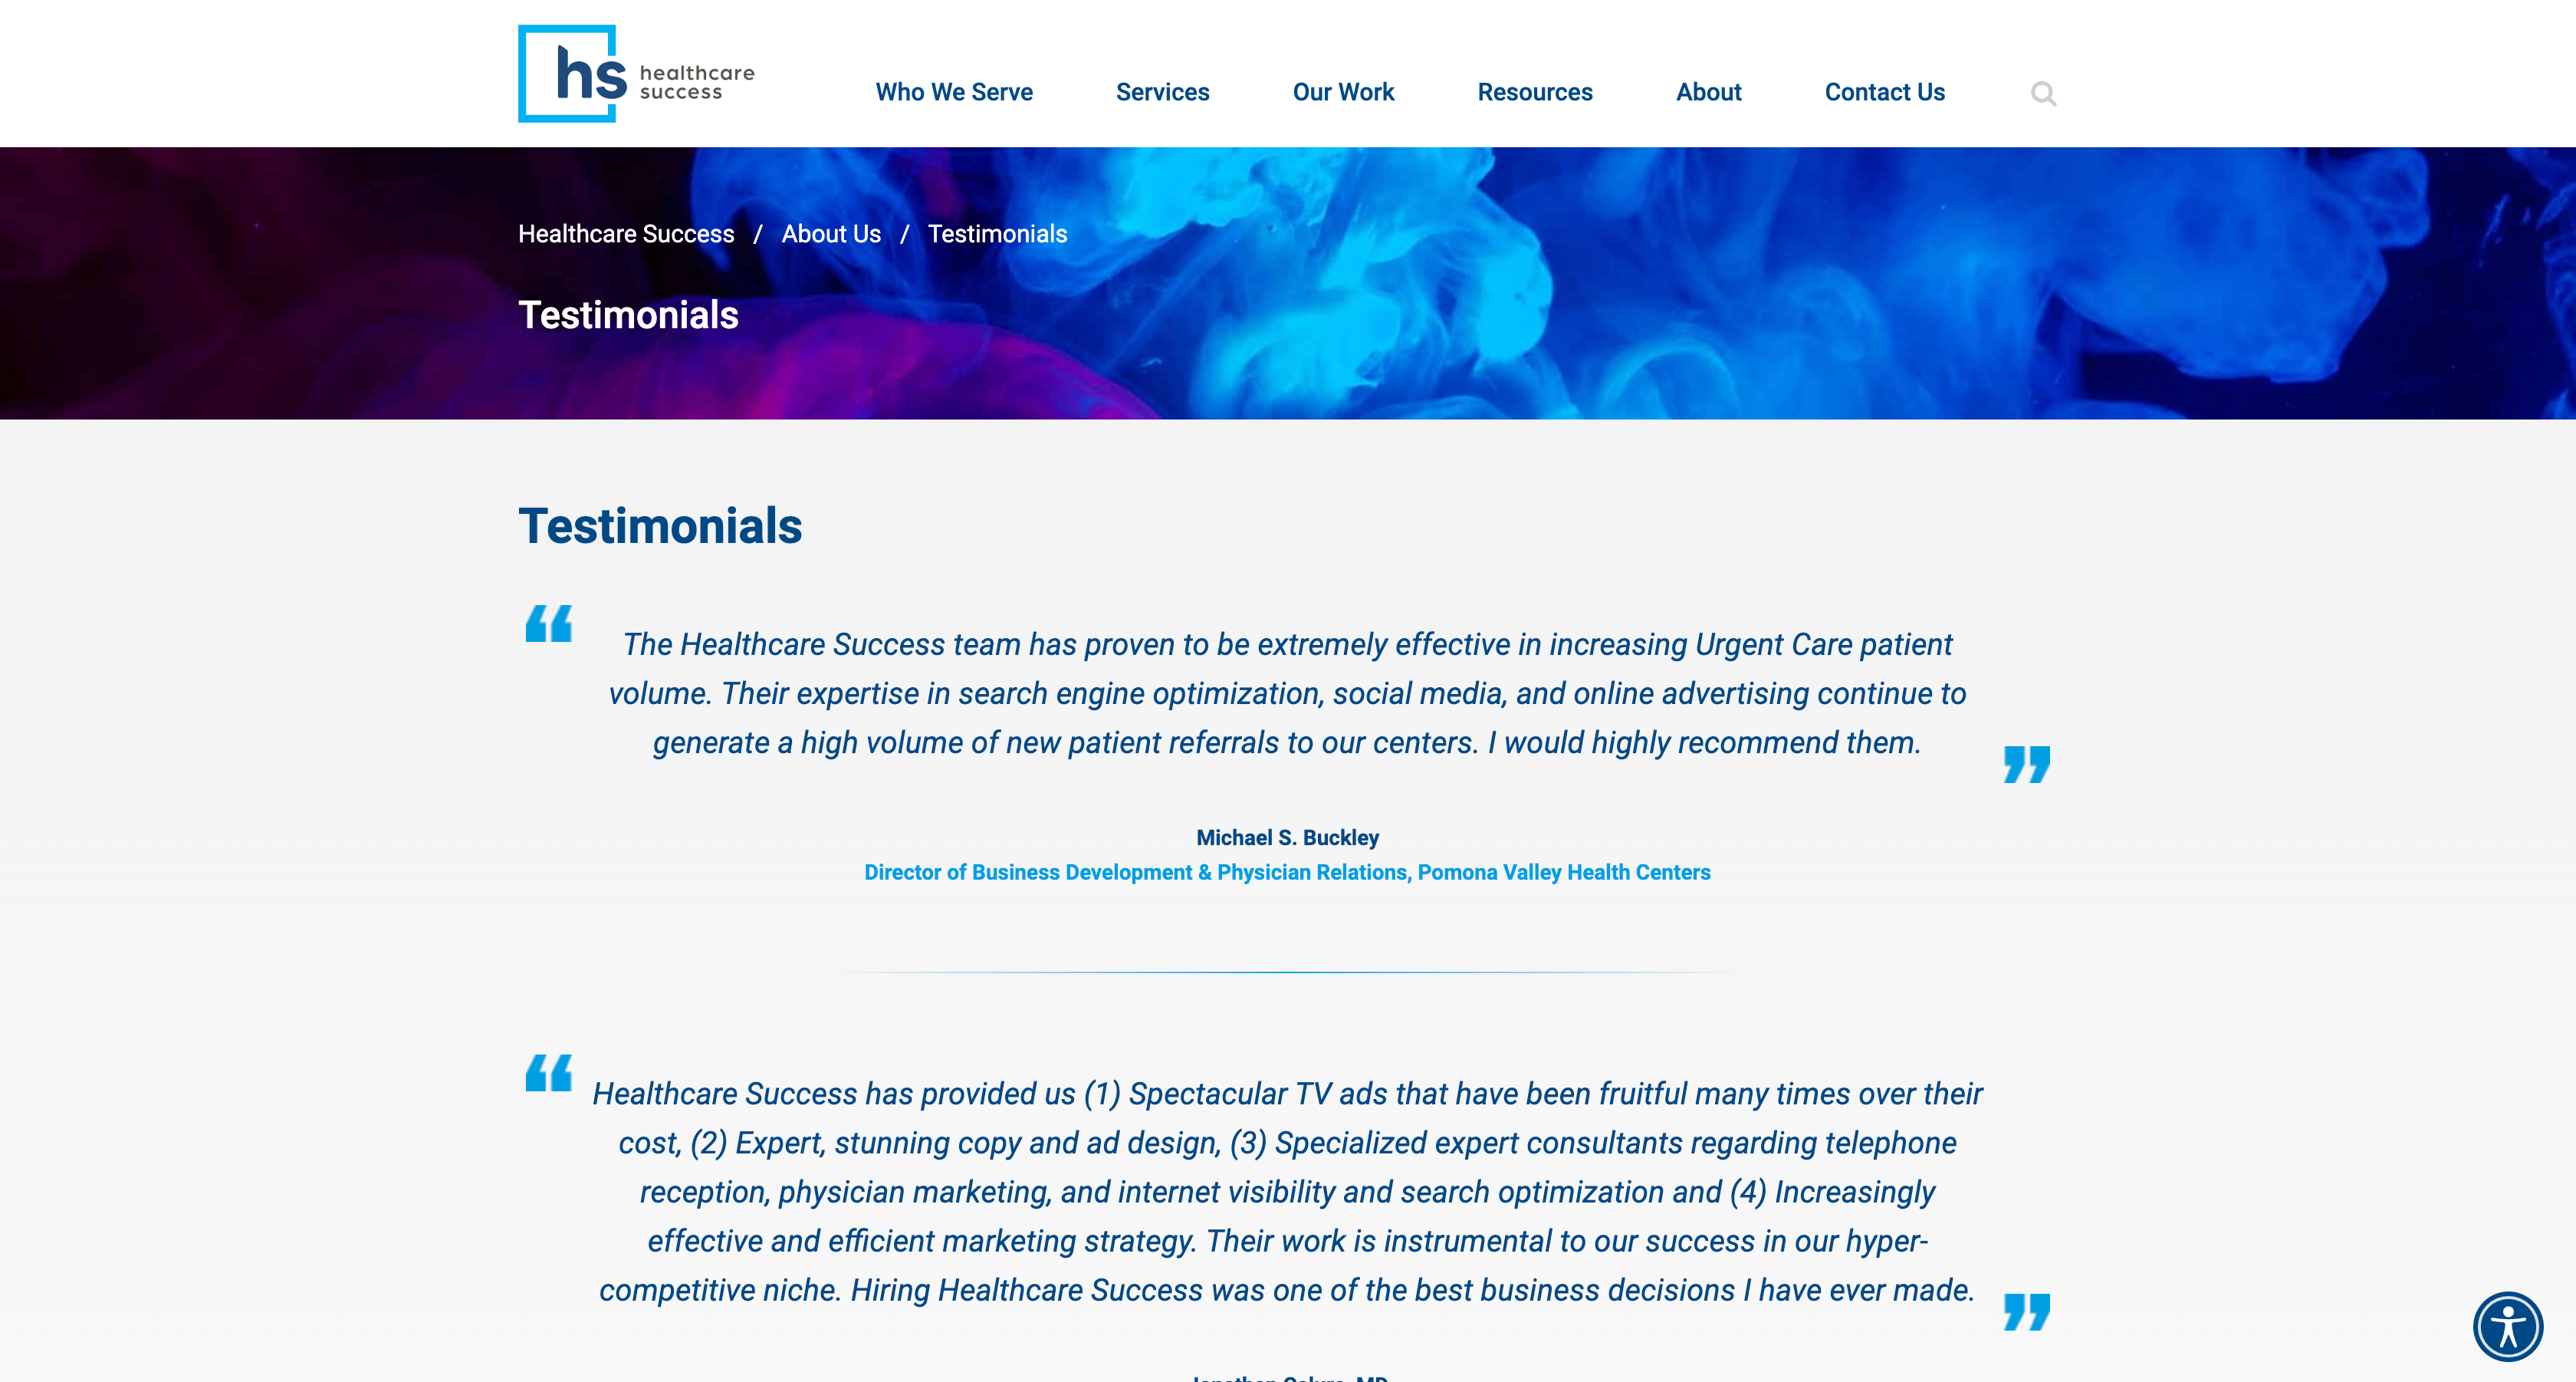 hs healthcare
success
Who We Serve Services Our Work Resources About Contact Us
Healthcare Success / About Us / Testimonials
Testimonials
Testimonials
“ The Healthcare Success team has proven to be extremely effective in increasing Urgent Care patient
volume. Their expertise in search engine optimization, social media, and online advertising continue to
generate a high volume of new patient referrals to our centers. I would highly recommend them. ”
Michael S. Buckley
Director of Business Development & Physician Relations, Pomona Valley Health Centers
“ Healthcare Success has provided us (1) Spectacular TV ads that have been fruitful many times over their
cost, (2) Expert, stunning copy and ad design, (3) Specialized expert consultants regarding telephone
reception, physician marketing, and internet visibility and search optimization and (4) Increasingly
effective and efficient marketing strategy. Their work is instrumental to our success in our hyper-
competitive niche. Hiring Healthcare Success was one of the best business decisions I have ever made. ”
Jonathan